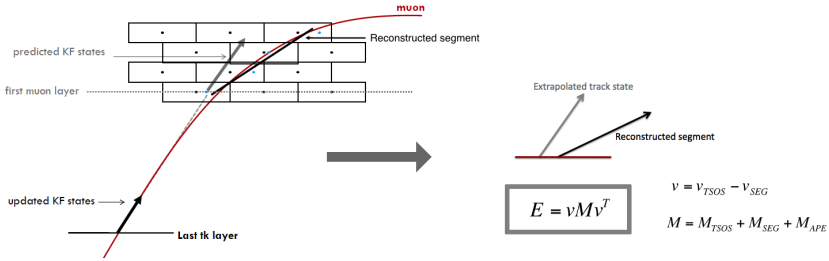 muon
Reconstructed segment
predicted KF states
first muon layer
updated KF states
Last tk layer
Extrapolated track state
Reconstructed segment
E = vMv^T
v = v_TSOS − v_SEG
M = M_TSOS + M_SEG + M_APE